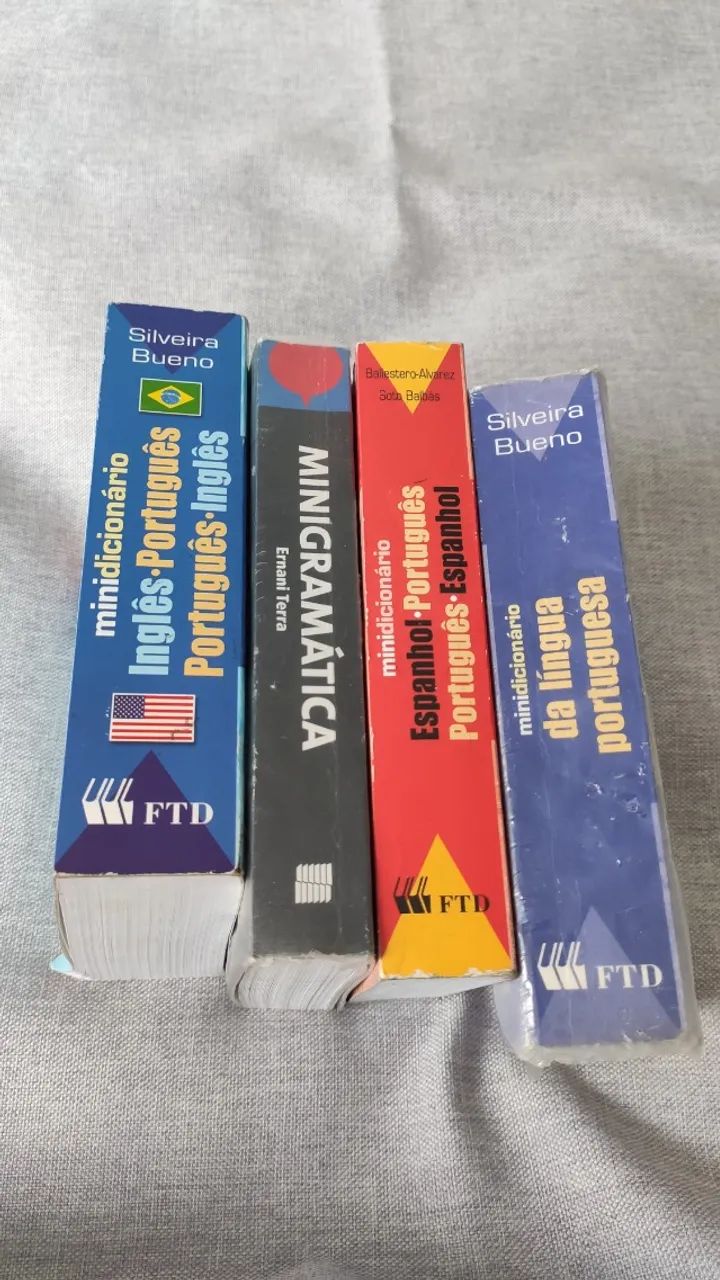 Silveira
Bueno
minidicionário
Inglês·Português
Português·Inglês
FTD
MINIGRAMÁTICA
Ernani Terra
Ballestero-Alvarez
Soto Balbás
minidicionário
Espanhol·Português
Português·Espanhol
FTD
Silveira
Bueno
minidicionário
da língua
portuguesa
FTD